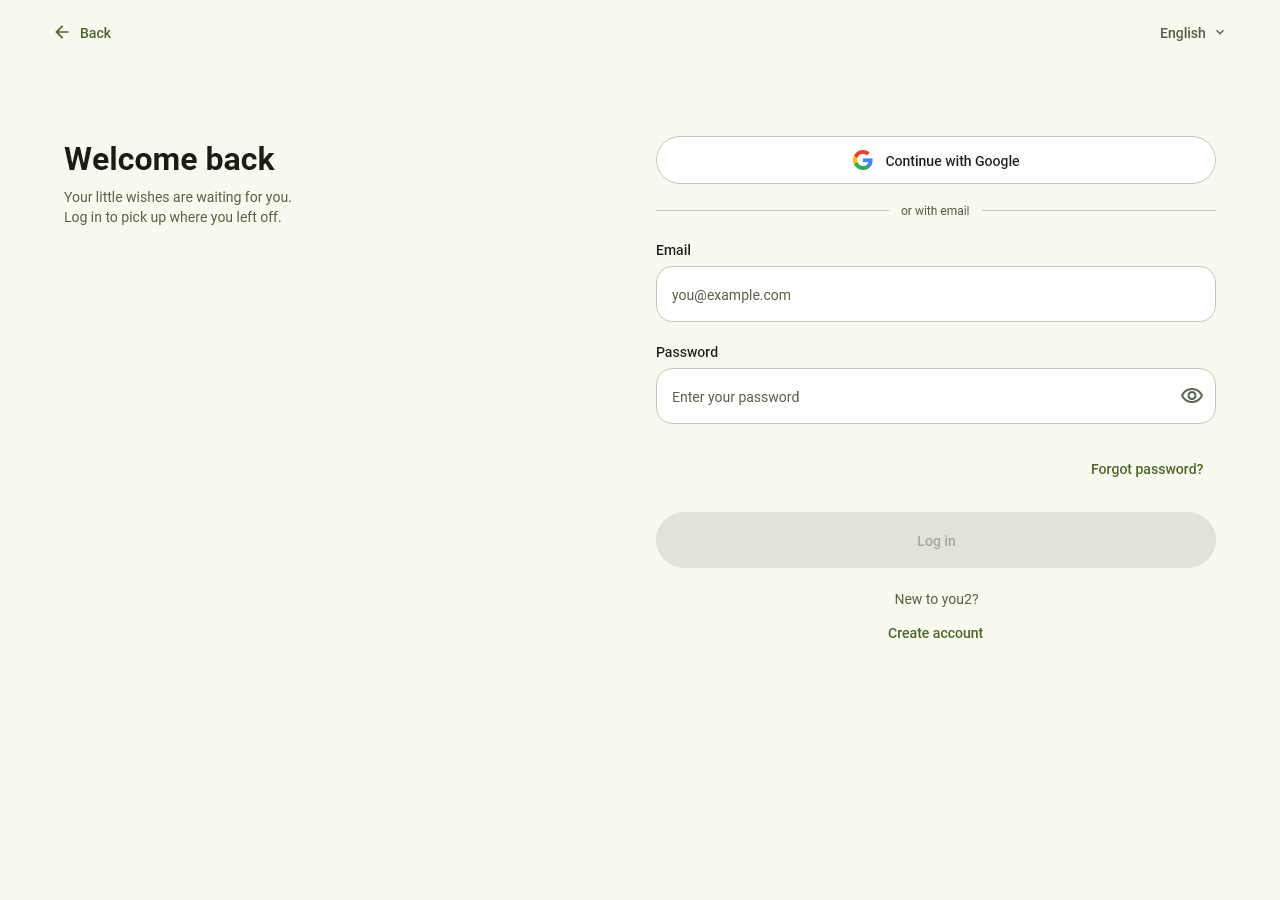 Back
English
Welcome back
Your little wishes are waiting for you.
Log in to pick up where you left off.
Continue with Google
or with email
Email
you@example.com
Password
Enter your password
Forgot password?
Log in
New to you2?
Create account